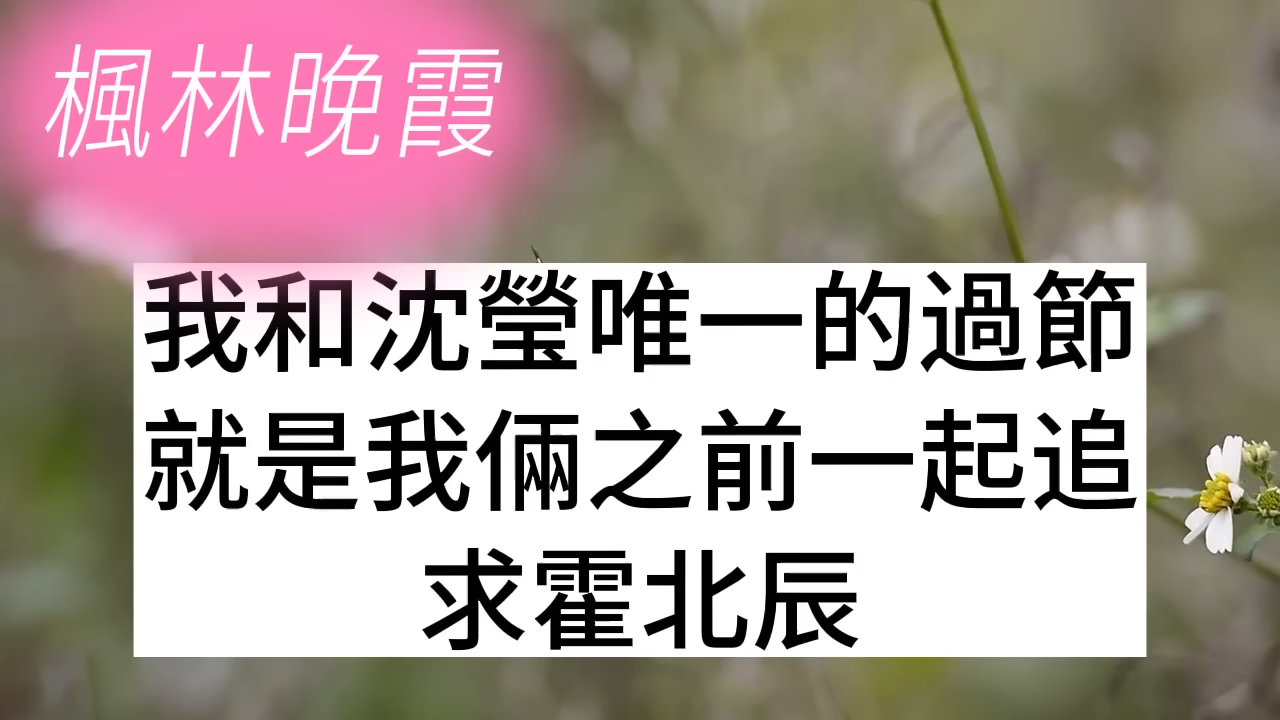 楓林晚霞
我和沈瑩唯一的過節
就是我倆之前一起追
求霍北辰